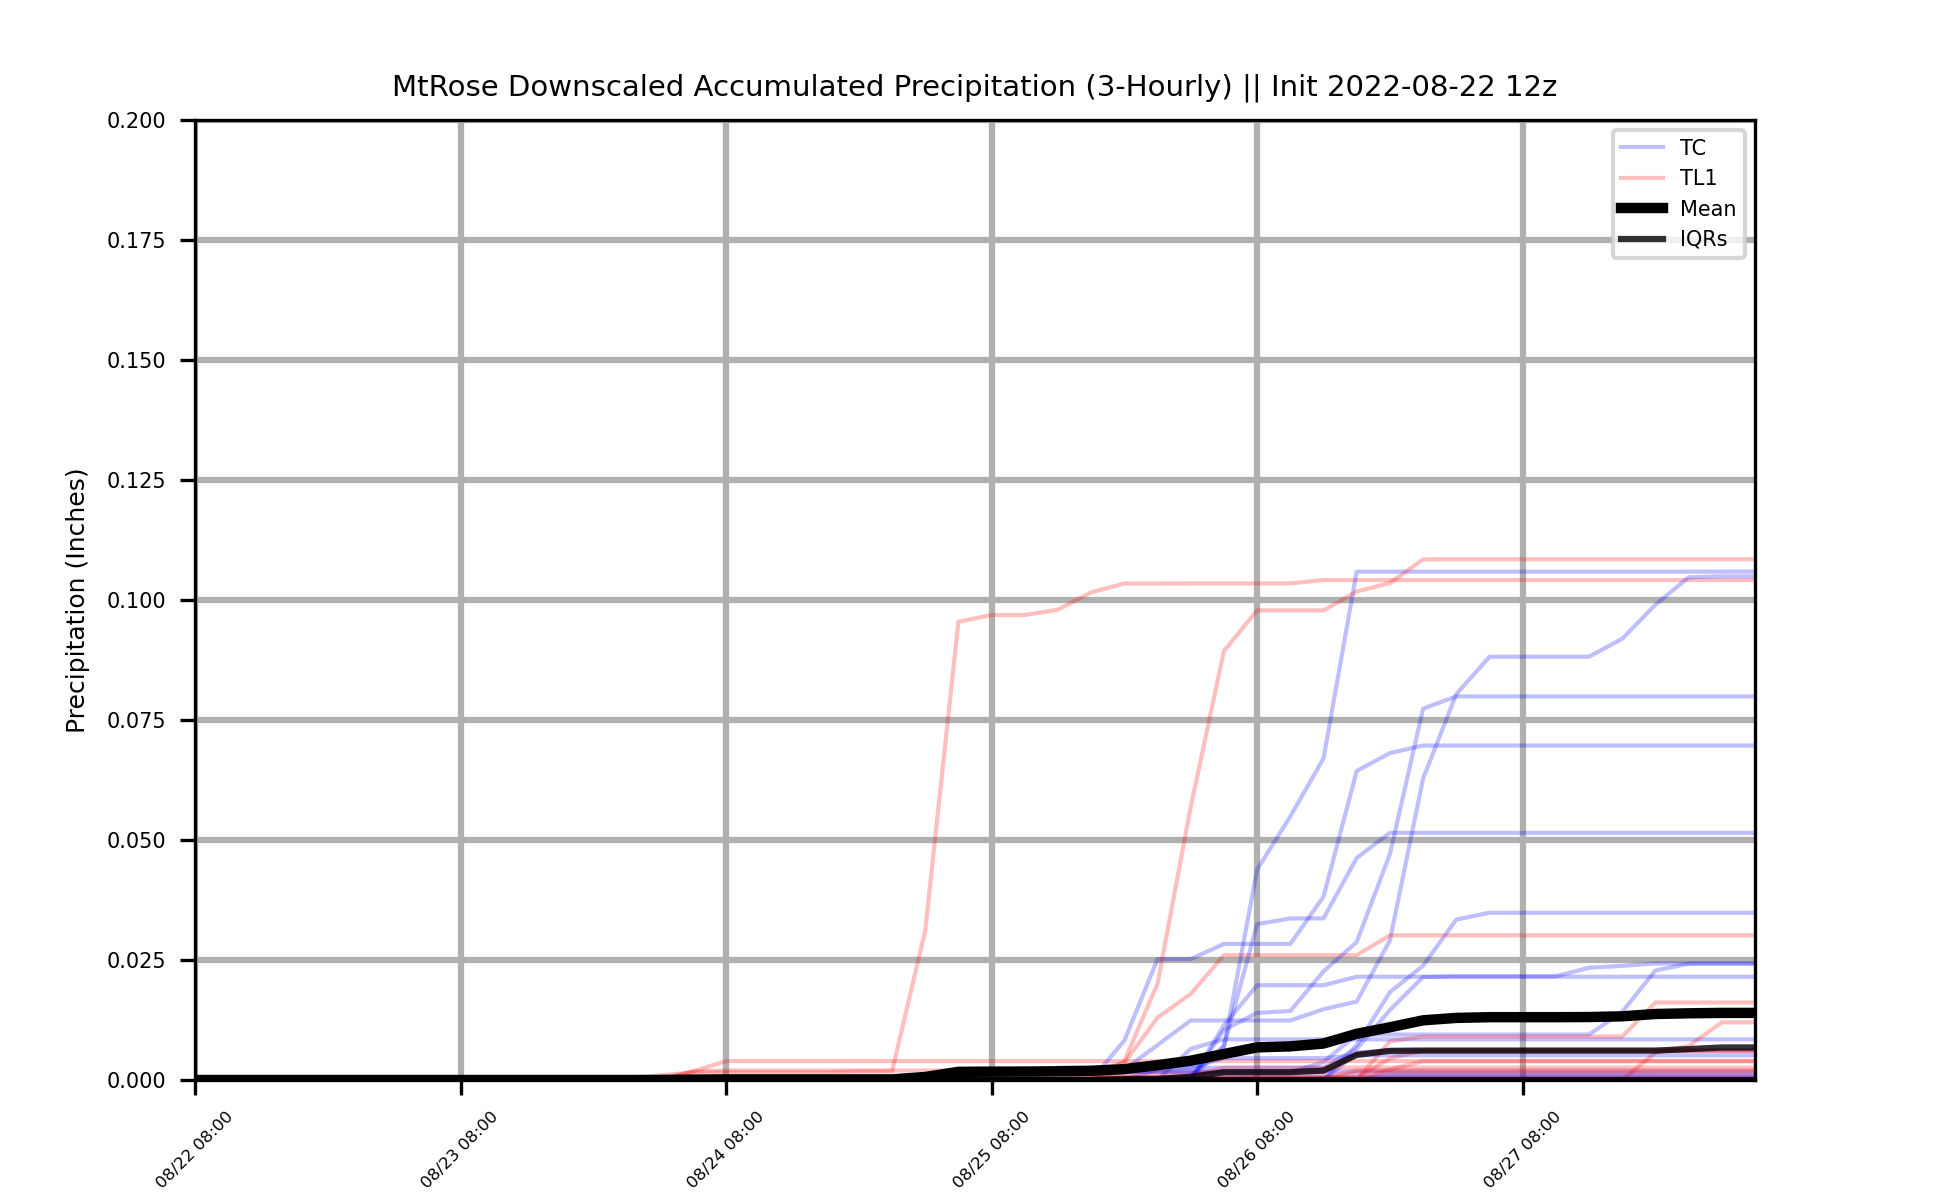 MtRose Downscaled Accumulated Precipitation (3-Hourly) || Init 2022-08-22 12z
Precipitation (Inches)
0.200
0.175
0.150
0.125
0.100
0.075
0.050
0.025
0.000
TC
TL1
Mean
IQRs
08/22 08:00
08/23 08:00
08/24 08:00
08/25 08:00
08/26 08:00
08/27 08:00